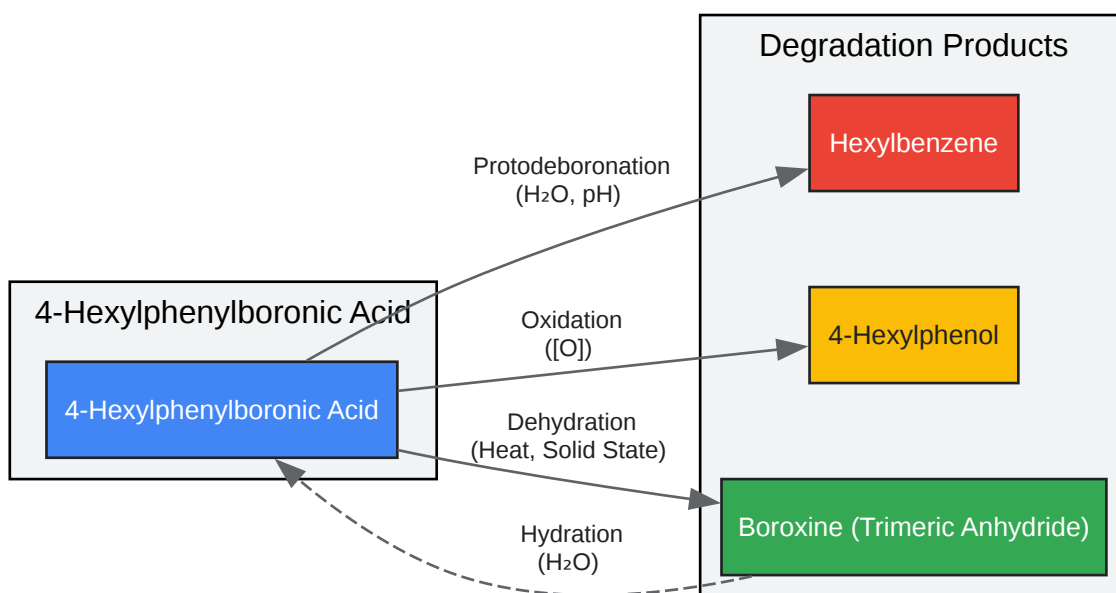 Degradation Products
Hexylbenzene
Protodeboronation
(H₂O, pH)
4-Hexylphenylboronic Acid
Oxidation
([O])
4-Hexylphenol
4-Hexylphenylboronic Acid
Dehydration
(Heat, Solid State)
Boroxine (Trimeric Anhydride)
Hydration
(H₂O)